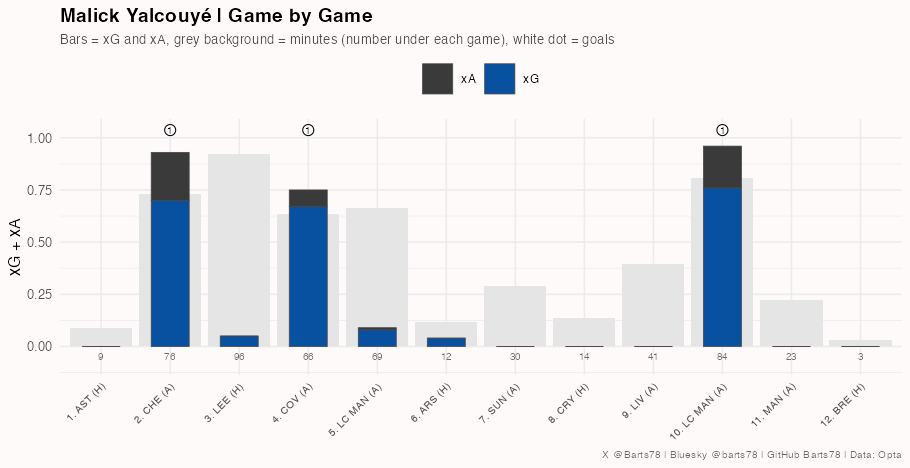 Malick Yalcouyé | Game by Game
Bars = xG and xA, grey background = minutes (number under each game), white dot = goals
xA xG
1 1 1
1.00
0.75
0.50
0.25
0.00
xG + xA
9 76 96 66 69 12 30 14 41 84 23 3
1. AST (H)
2. CHE (A)
3. LEE (H)
4. COV (A)
5. LC MAN (A)
6. ARS (H)
7. SUN (A)
8. CRY (H)
9. LIV (A)
10. LC MAN (A)
11. MAN (A)
12. BRE (H)
X @Barts78 | Bluesky @barts78 | GitHub Barts78 | Data: Opta